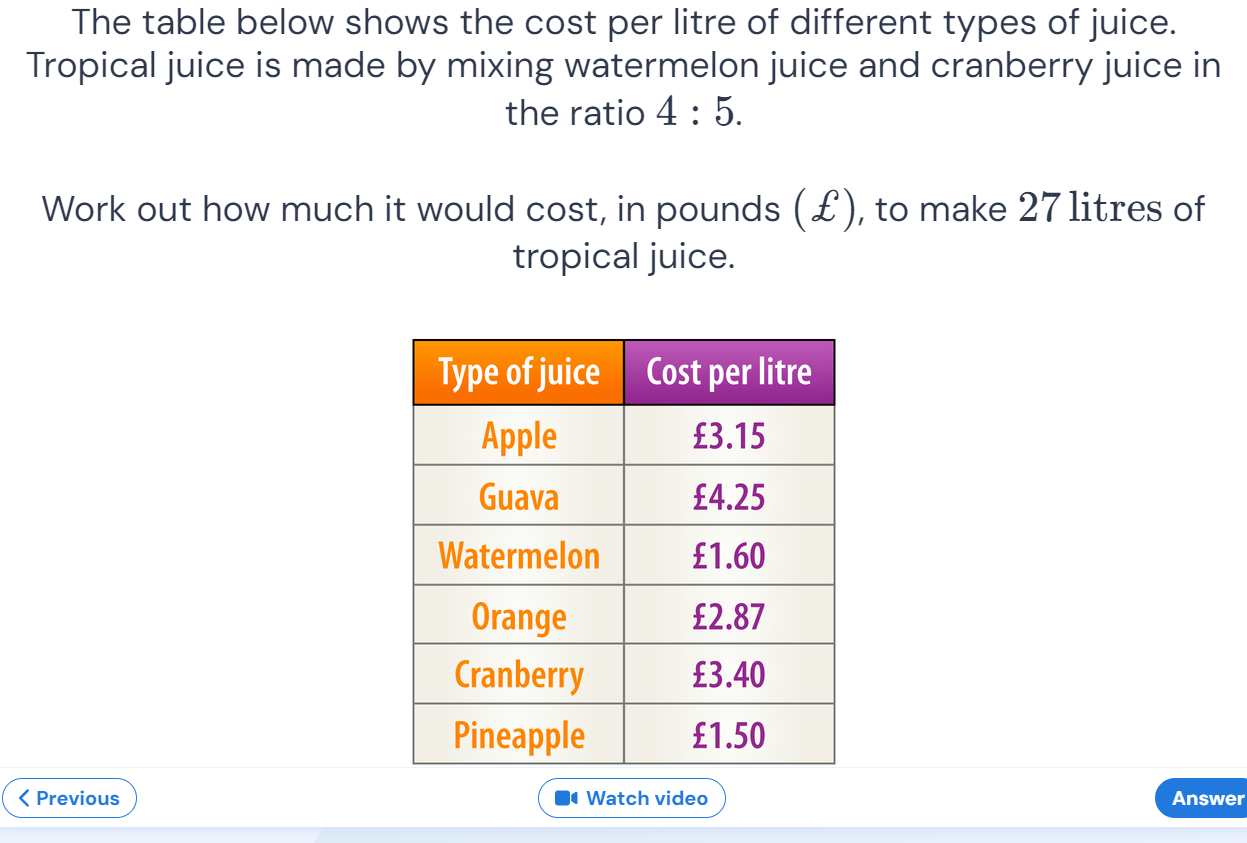 The table below shows the cost per litre of different types of juice.
Tropical juice is made by mixing watermelon juice and cranberry juice in
the ratio 4 : 5.
Work out how much it would cost, in pounds (£), to make 27 litres of
tropical juice.
Type of juice Cost per litre
Apple £3.15
Guava £4.25
Watermelon £1.60
Orange £2.87
Cranberry £3.40
Pineapple £1.50
Previous Watch video Answer